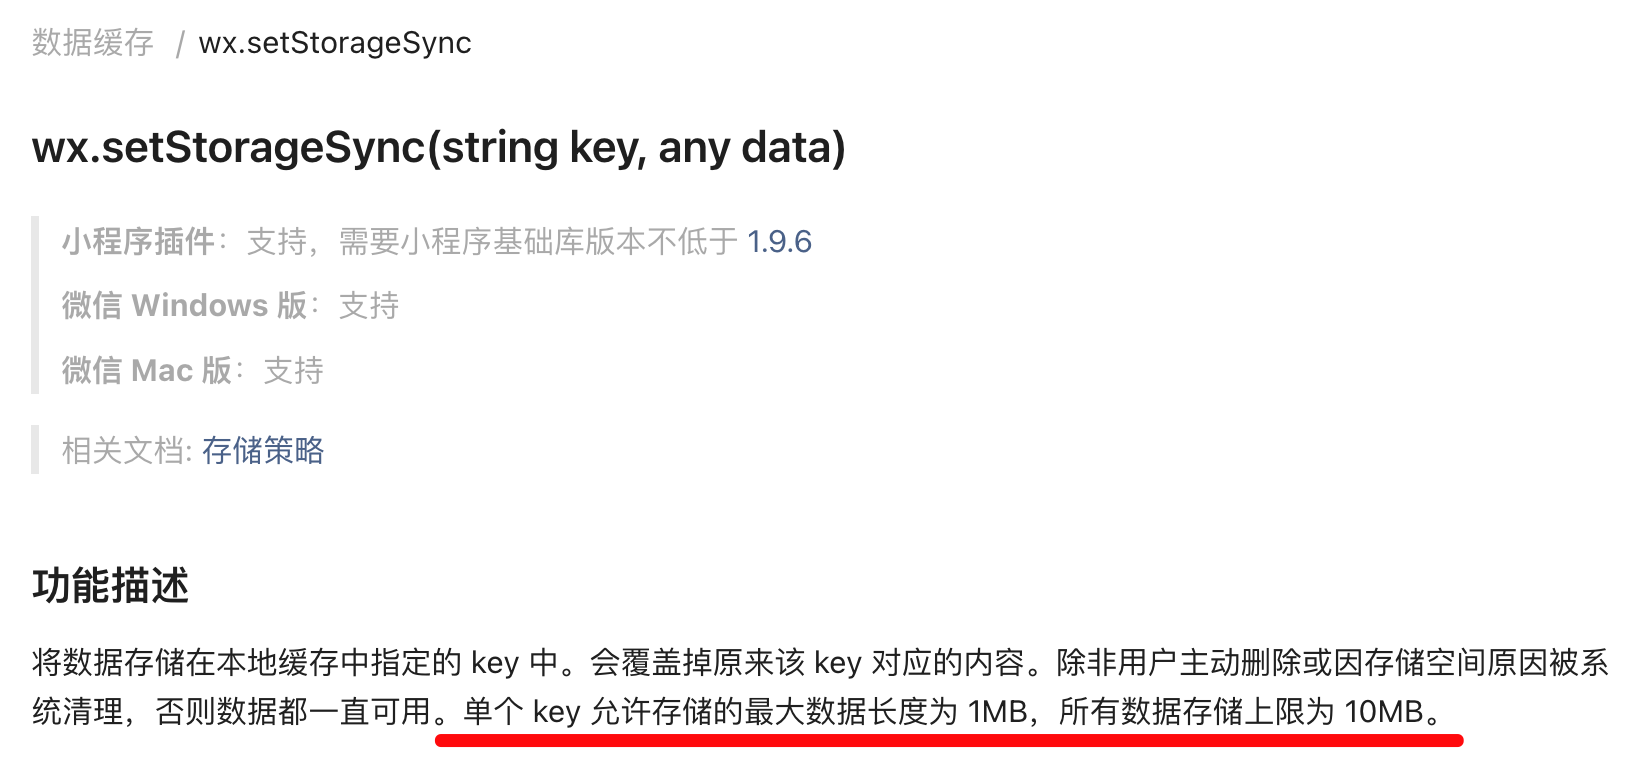 数据缓存 / wx.setStorageSync
wx.setStorageSync(string key, any data)
小程序插件：支持，需要小程序基础库版本不低于 1.9.6
微信 Windows 版：支持
微信 Mac 版：支持
相关文档: 存储策略
功能描述
将数据存储在本地缓存中指定的 key 中。会覆盖掉原来该 key 对应的内容。除非用户主动删除或因存储空间原因被系
统清理，否则数据都一直可用。单个 key 允许存储的最大数据长度为 1MB，所有数据存储上限为 10MB。